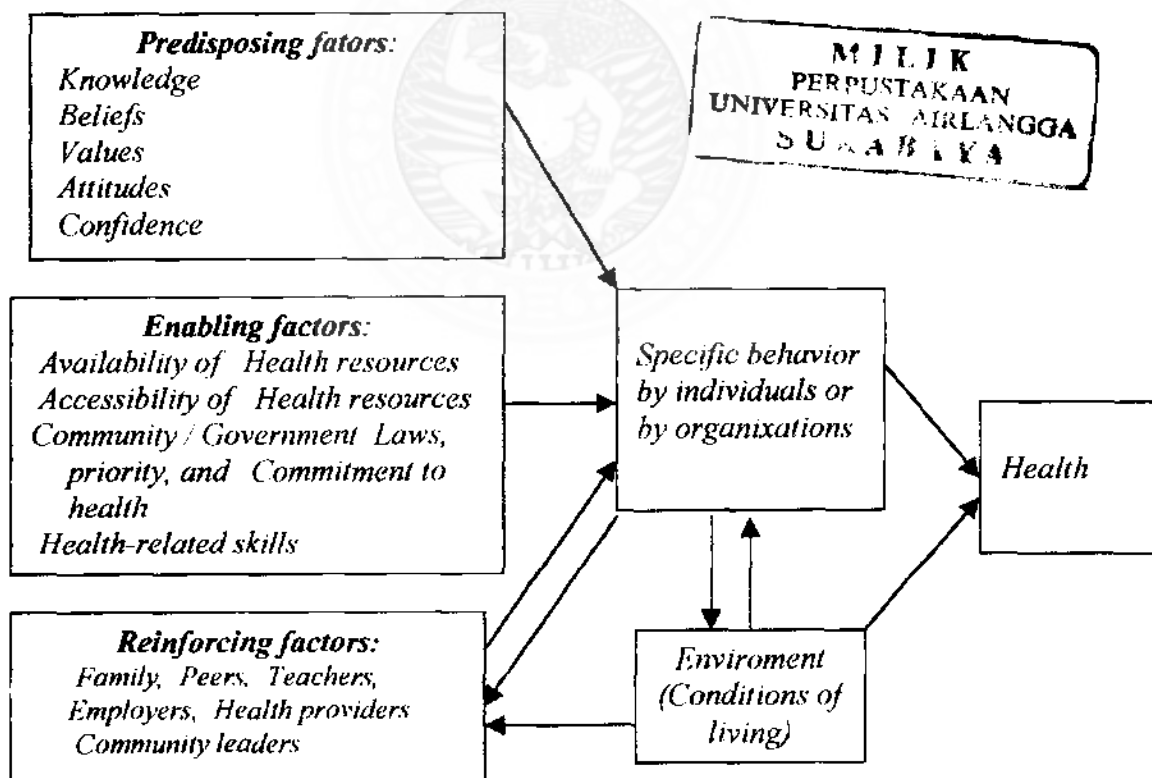 Predisposing fators:
Knowledge
Beliefs
Values
Attitudes
Confidence
MILIK
PERPUSTAKAAN
UNIVERSITAS AIRLANGGA
SURABAYA
Enabling factors:
Availability of Health resources
Accessibility of Health resources
Community / Government Laws,
priority, and Commitment to
health
Health-related skills
Reinforcing factors:
Family, Peers, Teachers,
Employers, Health providers
Community leaders
Specific behavior
by individuals or
by organixations
Enviroment
(Conditions of
living)
Health